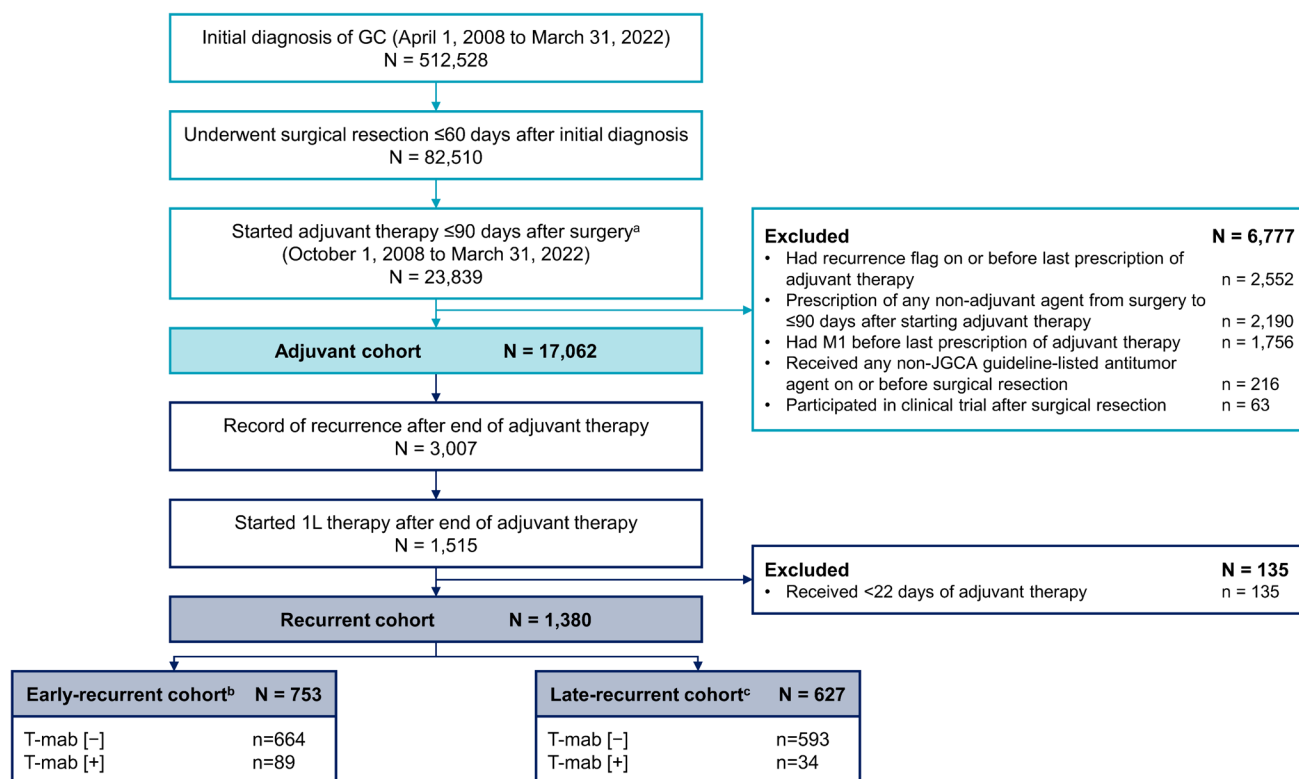 Initial diagnosis of GC (April 1, 2008 to March 31, 2022)
N = 512,528
Underwent surgical resection ≤60 days after initial diagnosis
N = 82,510
Started adjuvant therapy ≤90 days after surgeryᵃ
(October 1, 2008 to March 31, 2022)
N = 23,839
Excluded N = 6,777
• Had recurrence flag on or before last prescription of
adjuvant therapy n = 2,552
• Prescription of any non-adjuvant agent from surgery to
≤90 days after starting adjuvant therapy n = 2,190
• Had M1 before last prescription of adjuvant therapy n = 1,756
• Received any non-JGCA guideline-listed antitumor
agent on or before surgical resection n = 216
• Participated in clinical trial after surgical resection n = 63
Adjuvant cohort N = 17,062
Record of recurrence after end of adjuvant therapy
N = 3,007
Started 1L therapy after end of adjuvant therapy
N = 1,515
Excluded N = 135
• Received <22 days of adjuvant therapy n = 135
Recurrent cohort N = 1,380
Early-recurrent cohortᵇ N = 753
T-mab [−] n=664
T-mab [+] n=89
Late-recurrent cohortᶜ N = 627
T-mab [−] n=593
T-mab [+] n=34